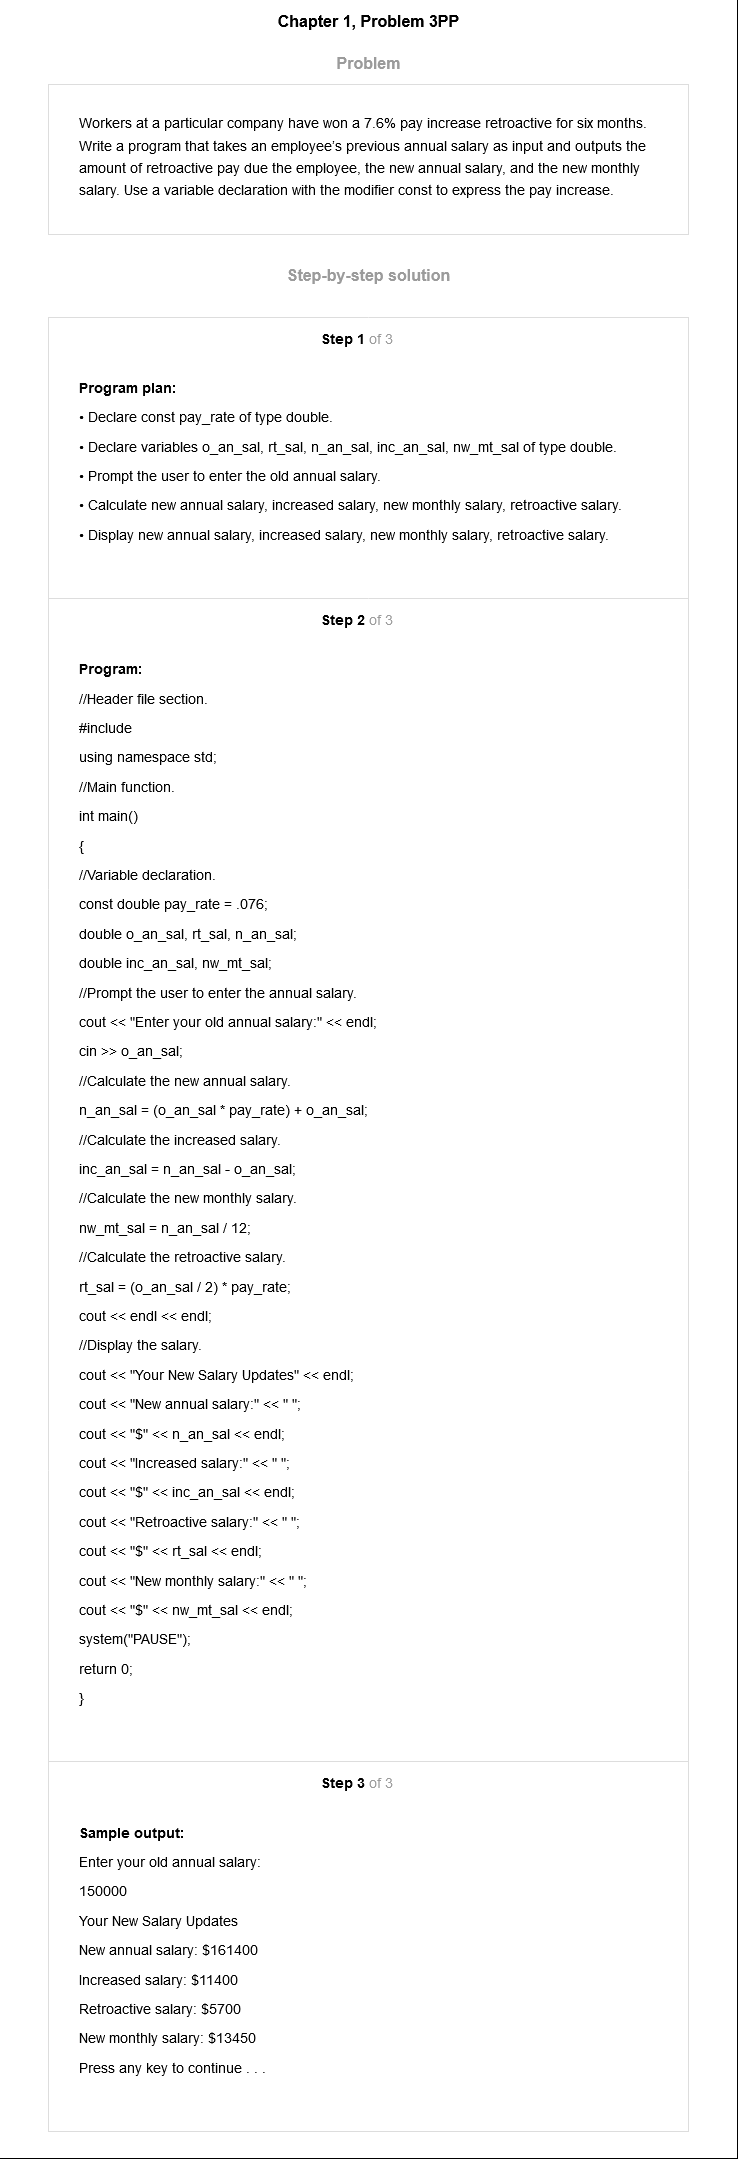 Chapter 1, Problem 3PP
Problem
Workers at a particular company have won a 7.6% pay increase retroactive for six months.
Write a program that takes an employee's previous annual salary as input and outputs the
amount of retroactive pay due the employee, the new annual salary, and the new monthly
salary. Use a variable declaration with the modifier const to express the pay increase.
Step-by-step solution
Step 1 of 3
Program plan:
• Declare const pay_rate of type double.
• Declare variables o_an_sal, rt_sal, n_an_sal, inc_an_sal, nw_mt_sal of type double.
• Prompt the user to enter the old annual salary.
• Calculate new annual salary, increased salary, new monthly salary, retroactive salary.
• Display new annual salary, increased salary, new monthly salary, retroactive salary.
Step 2 of 3
Program:
//Header file section.
#include
using namespace std;
//Main function.
int main()
{
//Variable declaration.
const double pay_rate = .076;
double o_an_sal, rt_sal, n_an_sal;
double inc_an_sal, nw_mt_sal;
//Prompt the user to enter the annual salary.
cout << "Enter your old annual salary:" << endl;
cin >> o_an_sal;
//Calculate the new annual salary.
n_an_sal = (o_an_sal * pay_rate) + o_an_sal;
//Calculate the increased salary.
inc_an_sal = n_an_sal - o_an_sal;
//Calculate the new monthly salary.
nw_mt_sal = n_an_sal / 12;
//Calculate the retroactive salary.
rt_sal = (o_an_sal / 2) * pay_rate;
cout << endl << endl;
//Display the salary.
cout << "Your New Salary Updates" << endl;
cout << "New annual salary:" << " ";
cout << "$" << n_an_sal << endl;
cout << "Increased salary:" << " ";
cout << "$" << inc_an_sal << endl;
cout << "Retroactive salary:" << " ";
cout << "$" << rt_sal << endl;
cout << "New monthly salary:" << " ";
cout << "$" << nw_mt_sal << endl;
system("PAUSE");
return 0;
}
Step 3 of 3
Sample output:
Enter your old annual salary:
150000
Your New Salary Updates
New annual salary: $161400
Increased salary: $11400
Retroactive salary: $5700
New monthly salary: $13450
Press any key to continue . . .